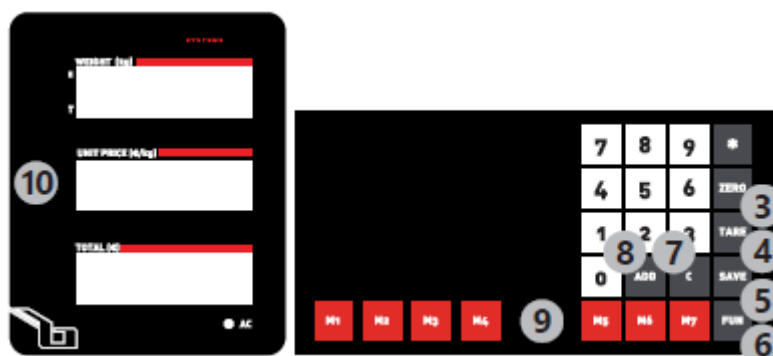 WEIGHT (kg)
T
10
UNIT PRICE (€/kg)
TOTAL (€)
AC
7 8 9 *
4 5 6 ZERO
3
1 2 3 TARE
8 7 4
0 ADD C SAVE
5
M1 M2 M3 M4 9 M5 M6 M7 FUN
6